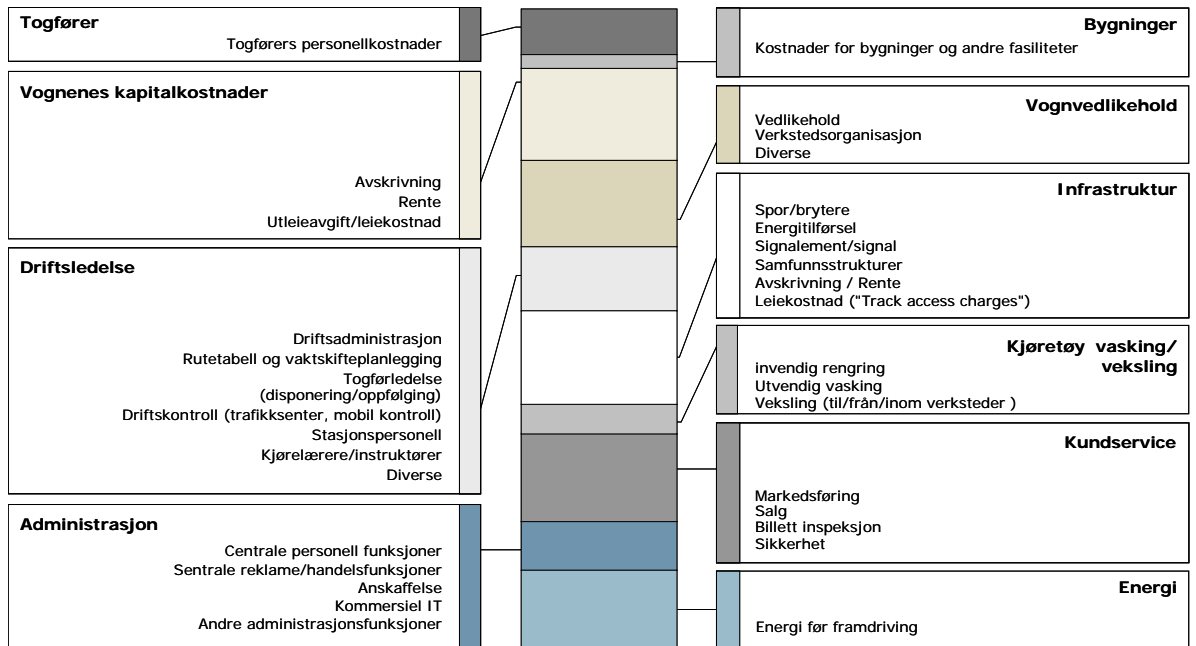 Togfører
Togførers personellkostnader
Vognenes kapitalkostnader
Avskrivning
Rente
Utleieavgift/leiekostnad
Driftsledelse
Driftsadministrasjon
Rutetabell og vaktskifteplanlegging
Togførledelse
(disponering/oppfølging)
Driftskontroll (trafikksenter, mobil kontroll)
Stasjonspersonell
Kjørelærere/instruktører
Diverse
Administrasjon
Centrale personell funksjoner
Sentrale reklame/handelsfunksjoner
Anskaffelse
Kommersiel IT
Andre administrasjonsfunksjoner
Bygninger
Kostnader for bygninger og andre fasiliteter
Vognvedlikehold
Vedlikehold
Verkstedsorganisasjon
Diverse
Infrastruktur
Spor/brytere
Energitilførsel
Signalement/signal
Samfunnsstrukturer
Avskrivning / Rente
Leiekostnad ("Track access charges")
Kjøretøy vasking/
veksling
invendig rengring
Utvendig vasking
Veksling (til/från/inom verksteder )
Kundservice
Markedsføring
Salg
Billett inspeksjon
Sikkerhet
Energi
Energi før framdriving